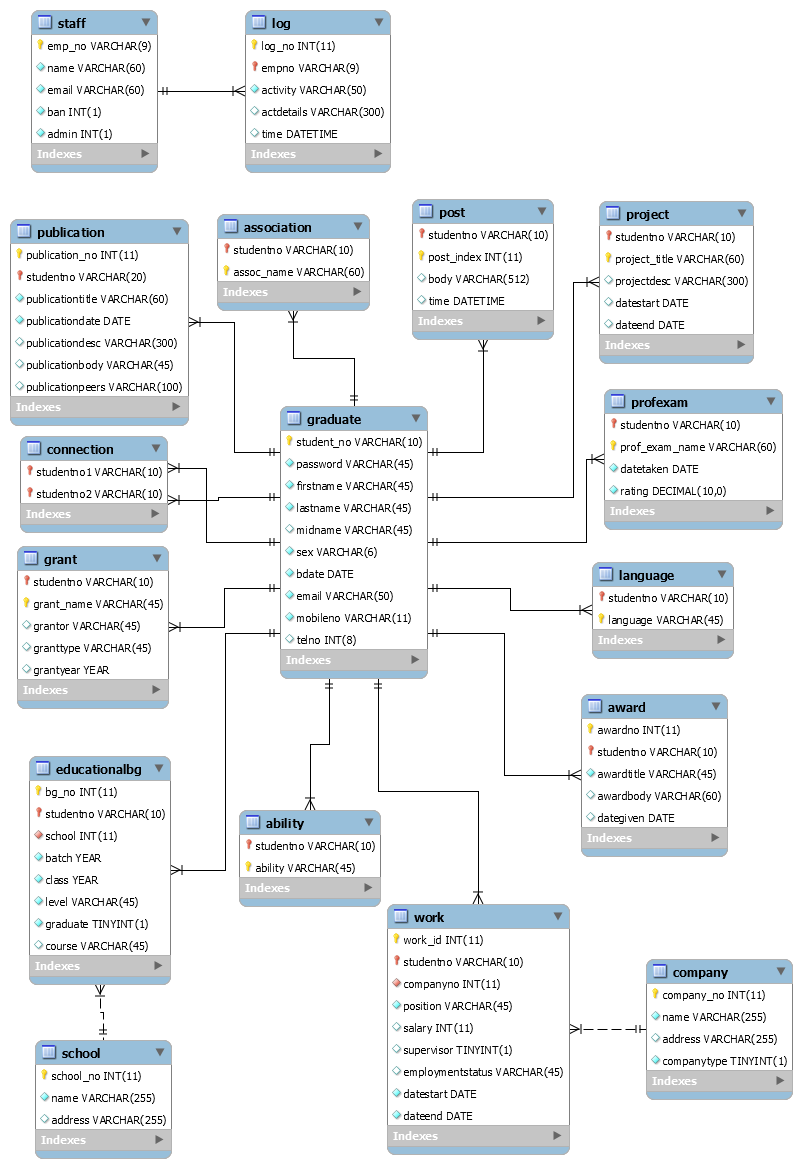 staff
emp_no VARCHAR(9)
name VARCHAR(60)
email VARCHAR(60)
ban INT(1)
admin INT(1)
Indexes
log
log_no INT(11)
empno VARCHAR(9)
activity VARCHAR(50)
actdetails VARCHAR(300)
time DATETIME
Indexes
publication
publication_no INT(11)
studentno VARCHAR(20)
publicationtitle VARCHAR(60)
publicationdate DATE
publicationdesc VARCHAR(300)
publicationbody VARCHAR(45)
publicationpeers VARCHAR(100)
Indexes
association
studentno VARCHAR(10)
assoc_name VARCHAR(60)
Indexes
post
studentno VARCHAR(10)
post_index INT(11)
body VARCHAR(512)
time DATETIME
Indexes
project
studentno VARCHAR(10)
project_title VARCHAR(60)
projectdesc VARCHAR(300)
datestart DATE
dateend DATE
Indexes
graduate
student_no VARCHAR(10)
password VARCHAR(45)
firstname VARCHAR(45)
lastname VARCHAR(45)
midname VARCHAR(45)
sex VARCHAR(6)
bdate DATE
email VARCHAR(50)
mobileno VARCHAR(11)
telno INT(8)
Indexes
profexam
studentno VARCHAR(10)
prof_exam_name VARCHAR(60)
datetaken DATE
rating DECIMAL(10,0)
Indexes
connection
studentno1 VARCHAR(10)
studentno2 VARCHAR(10)
Indexes
grant
studentno VARCHAR(10)
grant_name VARCHAR(45)
grantor VARCHAR(45)
granttype VARCHAR(45)
grantyear YEAR
Indexes
language
studentno VARCHAR(10)
language VARCHAR(45)
Indexes
award
awardno INT(11)
studentno VARCHAR(10)
awardtitle VARCHAR(45)
awardbody VARCHAR(60)
dategiven DATE
Indexes
educationalbg
bg_no INT(11)
studentno VARCHAR(10)
school INT(11)
batch YEAR
class YEAR
level VARCHAR(45)
graduate TINYINT(1)
course VARCHAR(45)
Indexes
ability
studentno VARCHAR(10)
ability VARCHAR(45)
Indexes
work
work_id INT(11)
studentno VARCHAR(10)
companyno INT(11)
position VARCHAR(45)
salary INT(11)
supervisor TINYINT(1)
employmentstatus VARCHAR(45)
datestart DATE
dateend DATE
Indexes
company
company_no INT(11)
name VARCHAR(255)
address VARCHAR(255)
companytype TINYINT(1)
Indexes
school
school_no INT(11)
name VARCHAR(255)
address VARCHAR(255)
Indexes